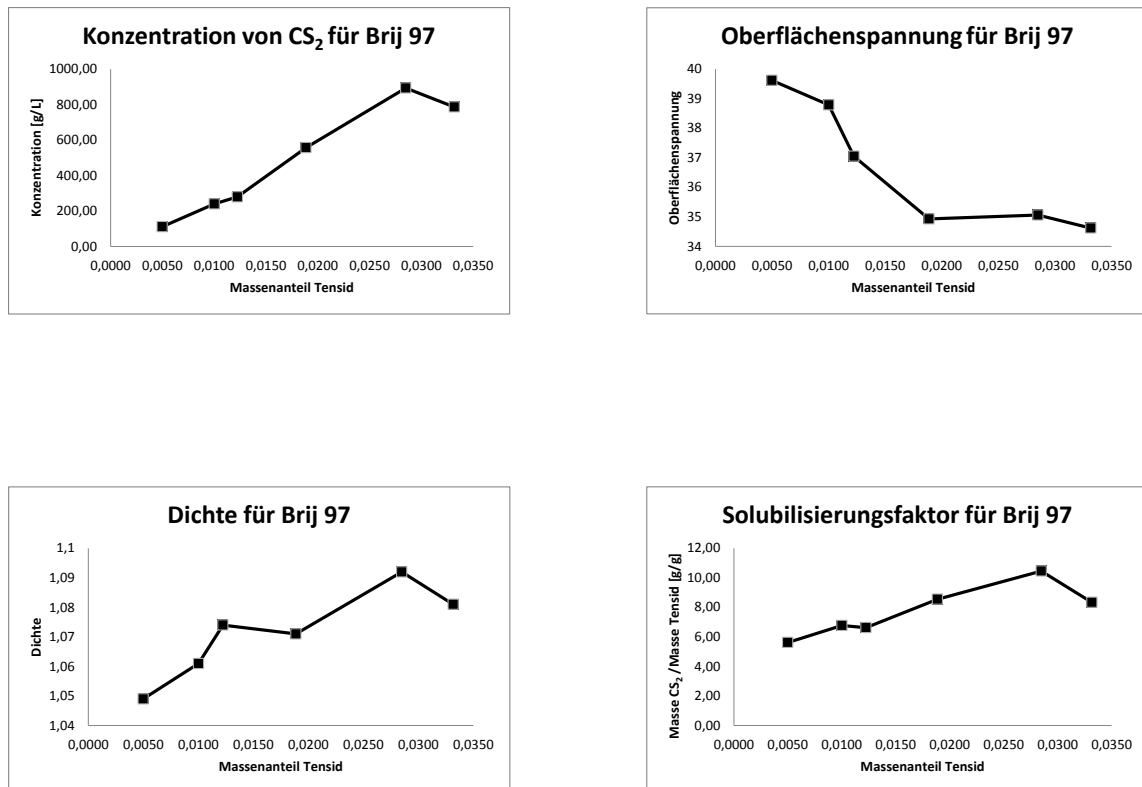 Konzentration von CS₂ für Brij 97
1000,00
800,00
600,00
400,00
200,00
0,00
Konzentration [g/L]
0,0000 0,0050 0,0100 0,0150 0,0200 0,0250 0,0300 0,0350
Massenanteil Tensid
Oberflächenspannung für Brij 97
40
39
38
37
36
35
34
Oberflächenspannung
0,0000 0,0050 0,0100 0,0150 0,0200 0,0250 0,0300 0,0350
Massenanteil Tensid
Dichte für Brij 97
1,1
1,09
1,08
1,07
1,06
1,05
1,04
Dichte
0,0000 0,0050 0,0100 0,0150 0,0200 0,0250 0,0300 0,0350
Massenanteil Tensid
Solubilisierungsfaktor für Brij 97
12,00
10,00
8,00
6,00
4,00
2,00
0,00
Masse CS₂ /Masse Tensid [g/g]
0,0000 0,0050 0,0100 0,0150 0,0200 0,0250 0,0300 0,0350
Massenanteil Tensid